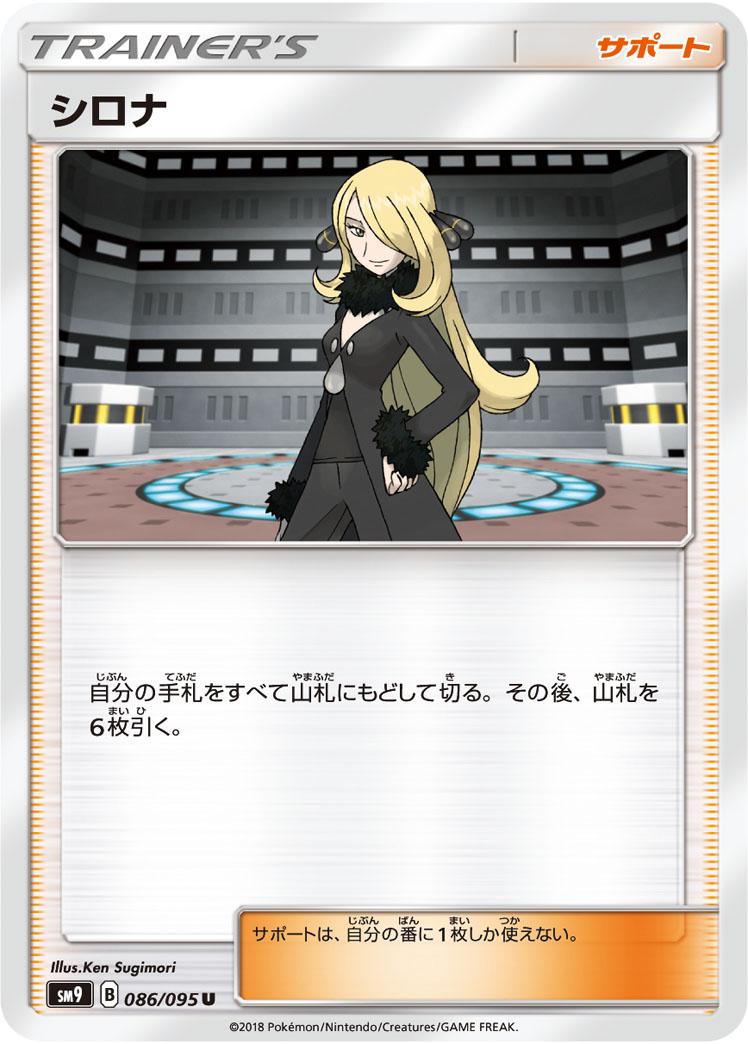 TRAINER'S サポート
シロナ
自分の手札をすべて山札にもどして切る。その後、山札を
6枚引く。
サポートは、自分の番に1枚しか使えない。
Illus.Ken Sugimori
SM9 B 086/095 U
©2018 Pokémon/Nintendo/Creatures/GAME FREAK.